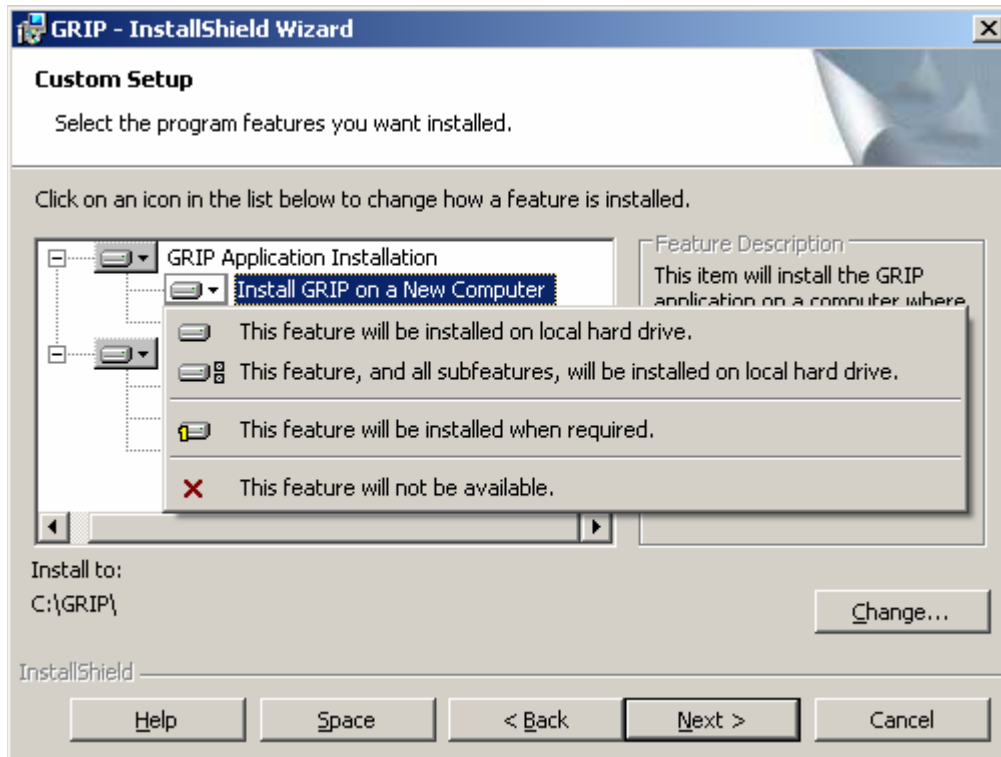 GRIP - InstallShield Wizard
Custom Setup
Select the program features you want installed.
Click on an icon in the list below to change how a feature is installed.
GRIP Application Installation
Install GRIP on a New Computer
Feature Description
This item will install the GRIP
application on a computer where
This feature will be installed on local hard drive.
This feature, and all subfeatures, will be installed on local hard drive.
This feature will be installed when required.
This feature will not be available.
Install to:
C:\GRIP\
Change...
InstallShield
Help
Space
< Back
Next >
Cancel